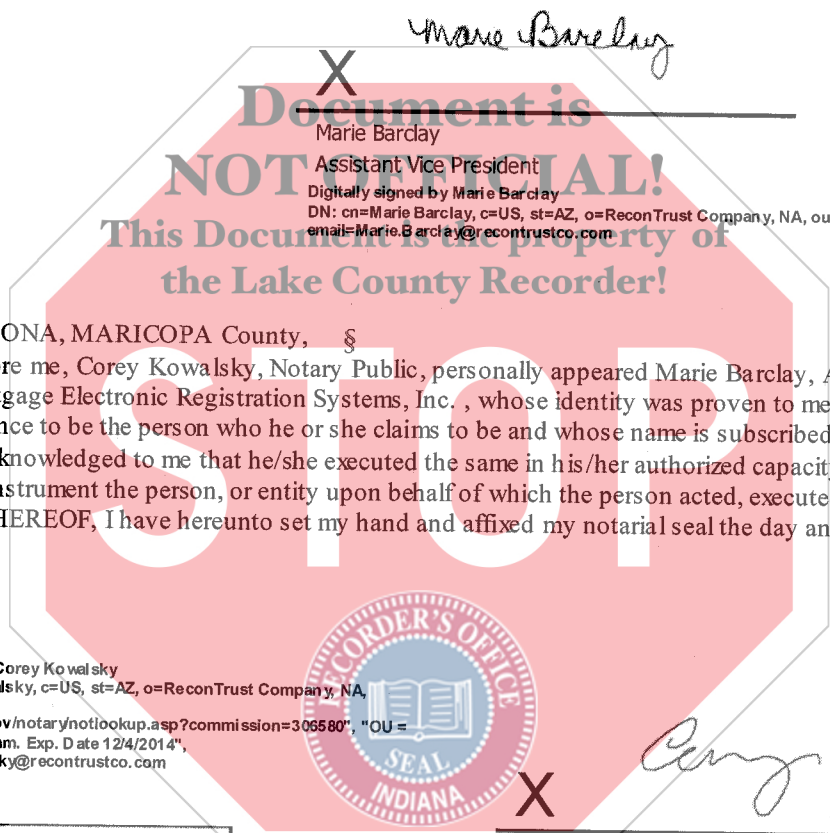 Marie Barclay
X
Document is
Marie Barclay
Assistant Vice President
NOT OFFICIAL!
Digitally signed by Marie Barclay
DN: cn=Marie Barclay, c=US, st=AZ, o=ReconTrust Company, NA, ou
This Document is the property of
email=Marie.Barclay@recontrustco.com
the Lake County Recorder!
ONA, MARICOPA County, §
re me, Corey Kowalsky, Notary Public, personally appeared Marie Barclay, A
gage Electronic Registration Systems, Inc. , whose identity was proven to me
nce to be the person who he or she claims to be and whose name is subscribed
knowledged to me that he/she executed the same in his/her authorized capacity
nstrument the person, or entity upon behalf of which the person acted, execute
HEREOF, I have hereunto set my hand and affixed my notarial seal the day an
STOP
RECORDER'S OFFICE
SEAL
INDIANA
Corey Kowalsky
lsky, c=US, st=AZ, o=ReconTrust Company, NA,
ov/notary/notlookup.asp?commission=306580", "OU =
m. Exp. Date 12/4/2014",
ky@recontrustco.com
X